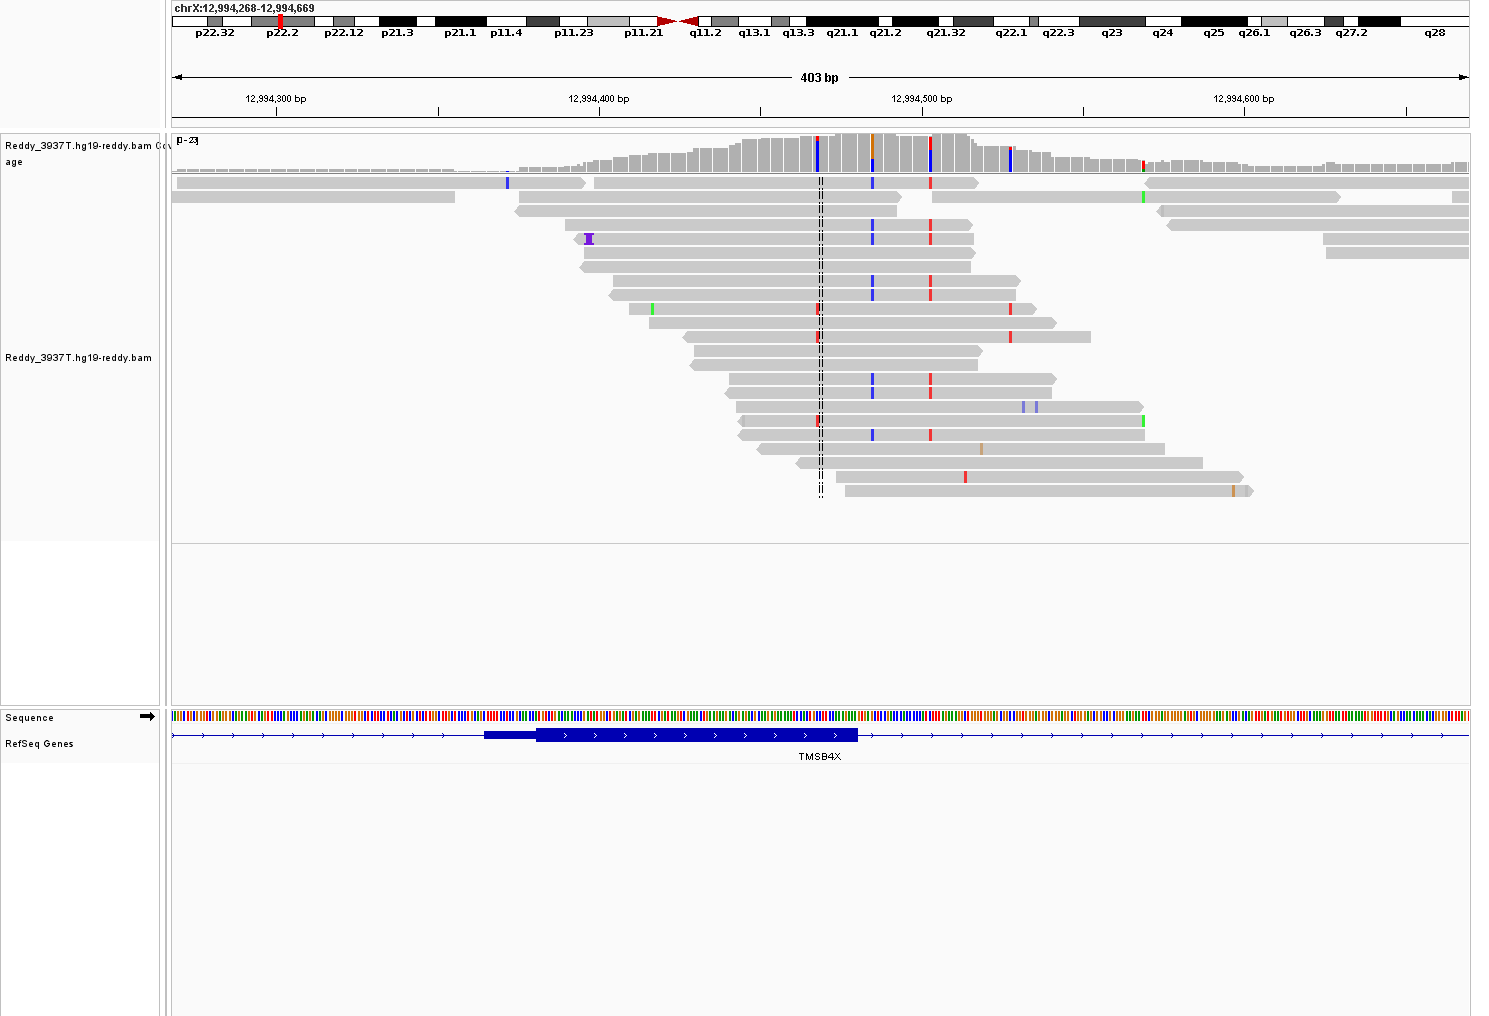 chrX:12,994,268-12,994,669
p22.32 p22.2 p22.12 p21.3 p21.1 p11.4 p11.23 p11.21 q11.2 q13.1 q13.3 q21.1 q21.2 q21.32 q22.1 q22.3 q23 q24 q25 q26.1 q26.3 q27.2 q28
403 bp
12,994,300 bp 12,994,400 bp 12,994,500 bp 12,994,600 bp
Reddy_3937T.hg19-reddy.bam Cov
age
[0-23]
Reddy_3937T.hg19-reddy.bam
Sequence
RefSeq Genes
TMSB4X